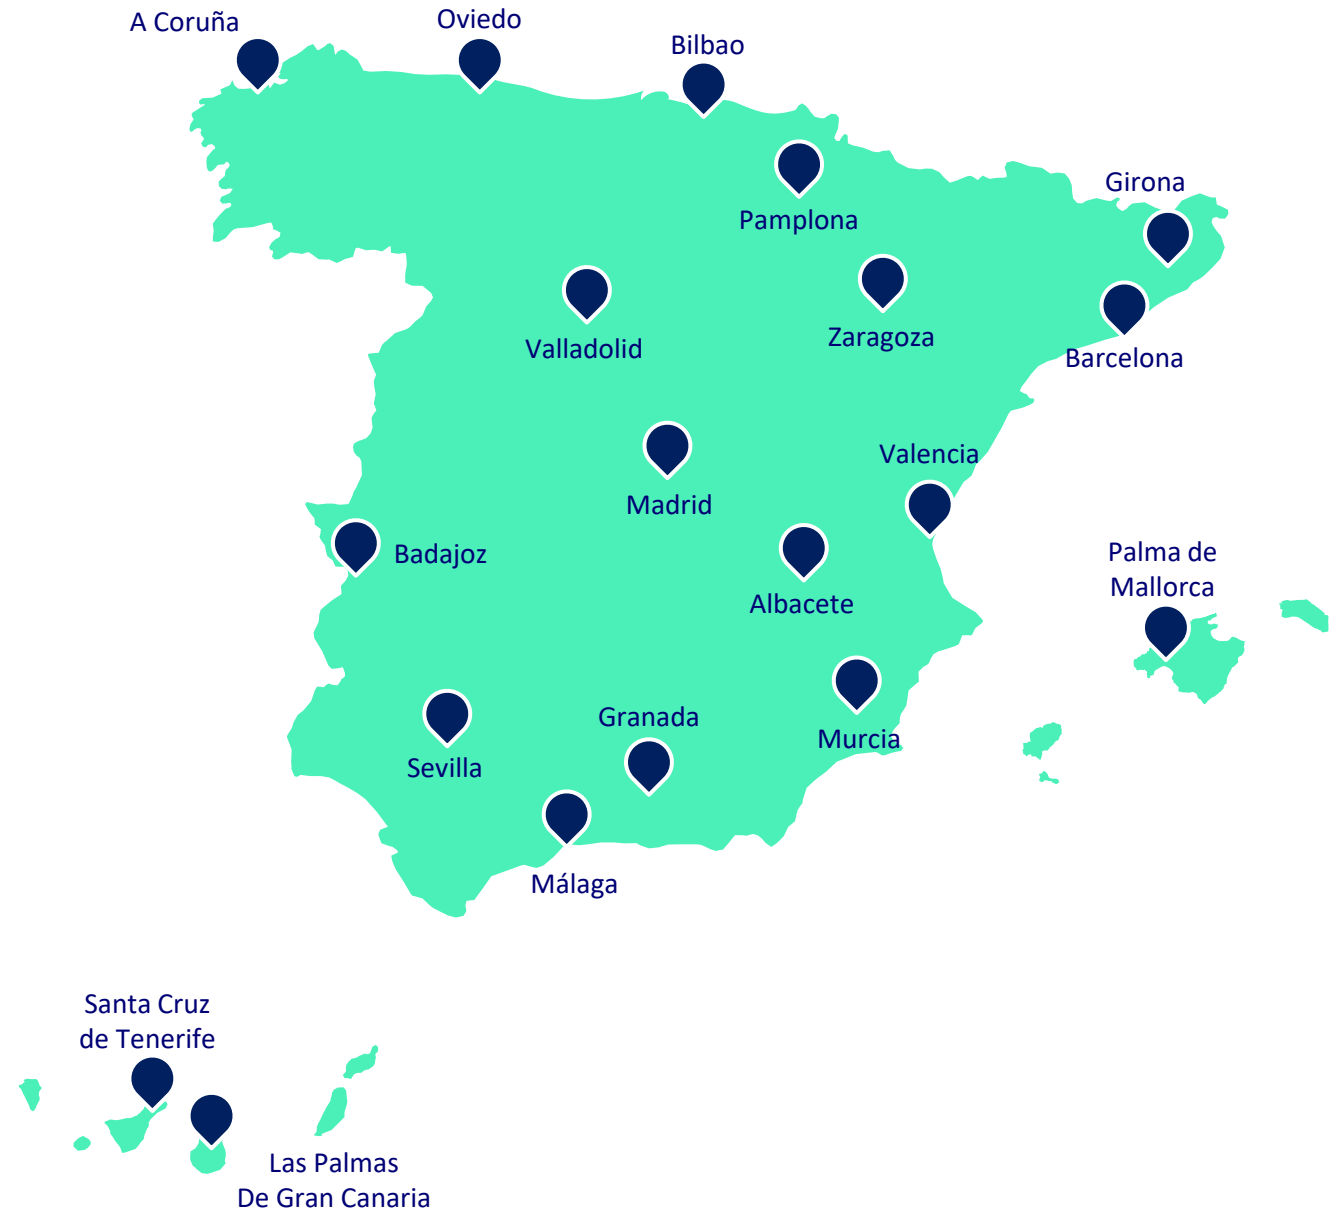 A Coruña
Oviedo
Bilbao
Pamplona
Girona
Valladolid
Zaragoza
Barcelona
Madrid
Valencia
Badajoz
Albacete
Palma de
Mallorca
Sevilla
Granada
Murcia
Málaga
Santa Cruz
de Tenerife
Las Palmas
De Gran Canaria